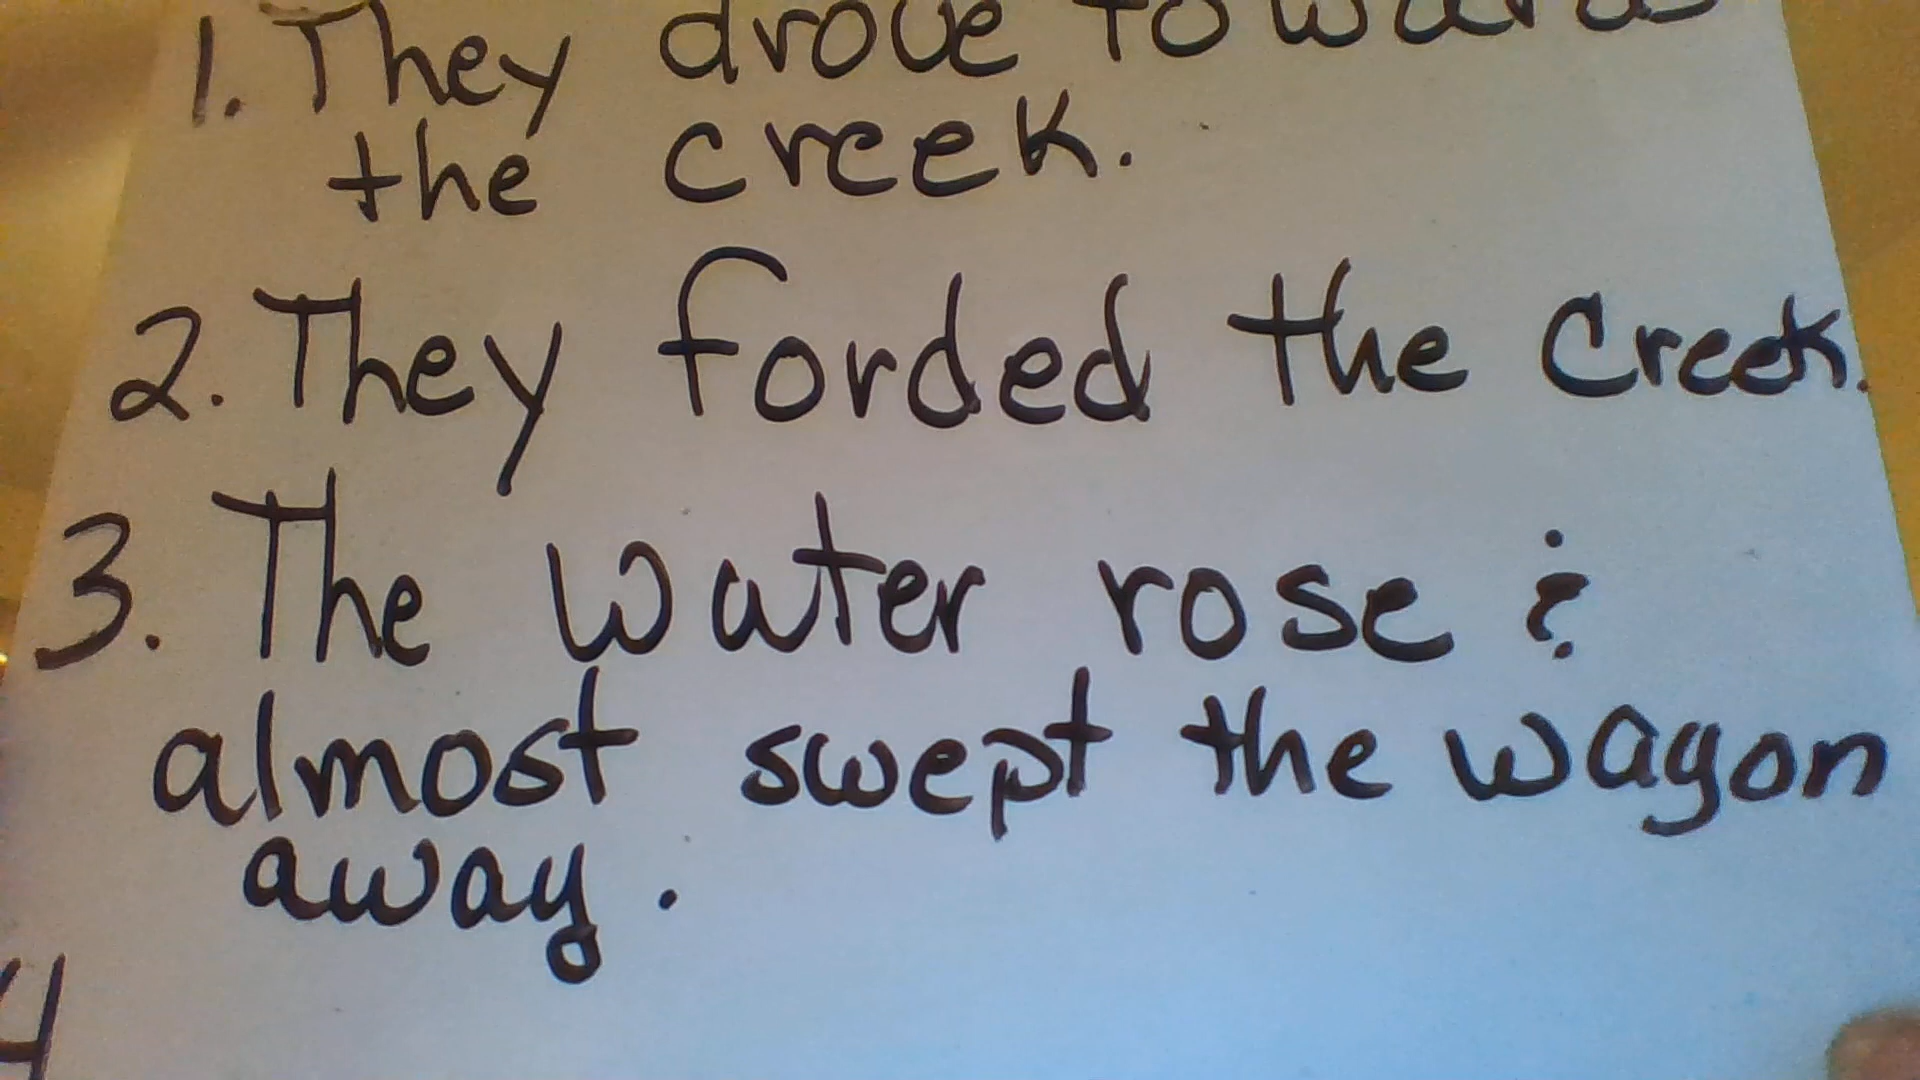 1. They drove towards
the creek.
2. They forded the Creek.
3. The water rose &
almost swept the wagon
away.
4